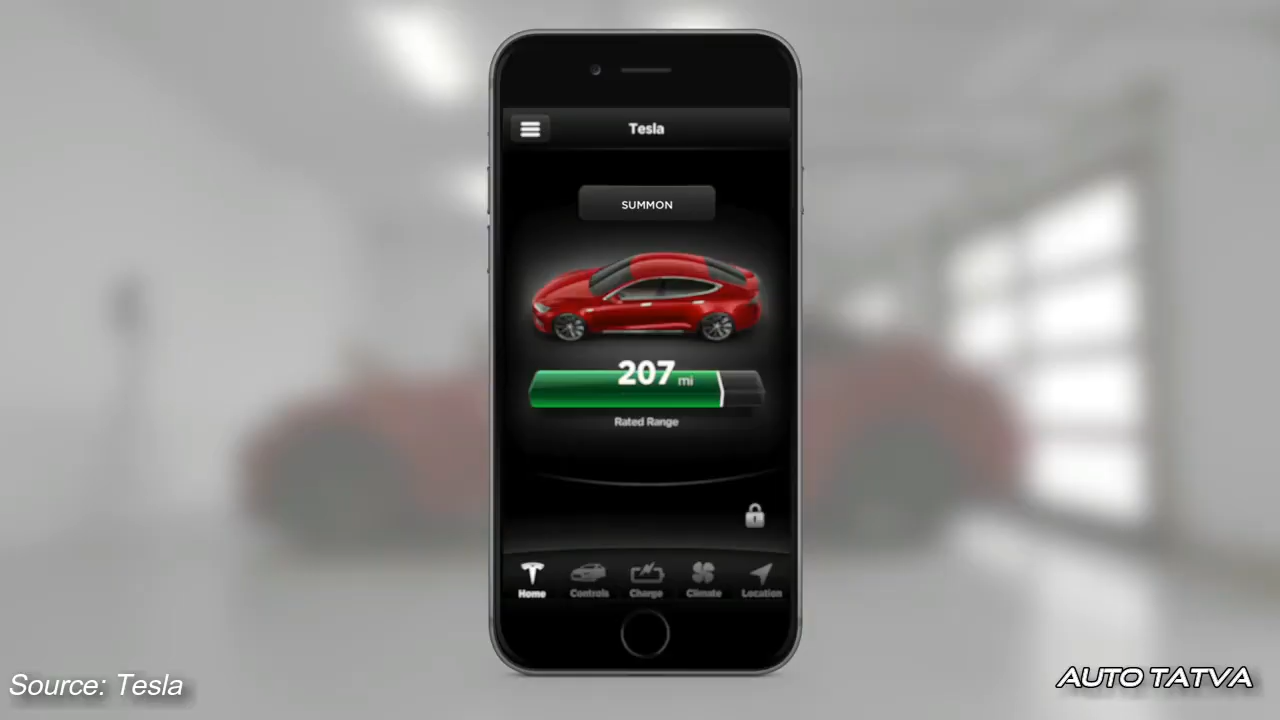 Tesla
SUMMON
207 mi
Rated Range
Home Controls Charge Climate Location
Source: Tesla
AUTO TATVA